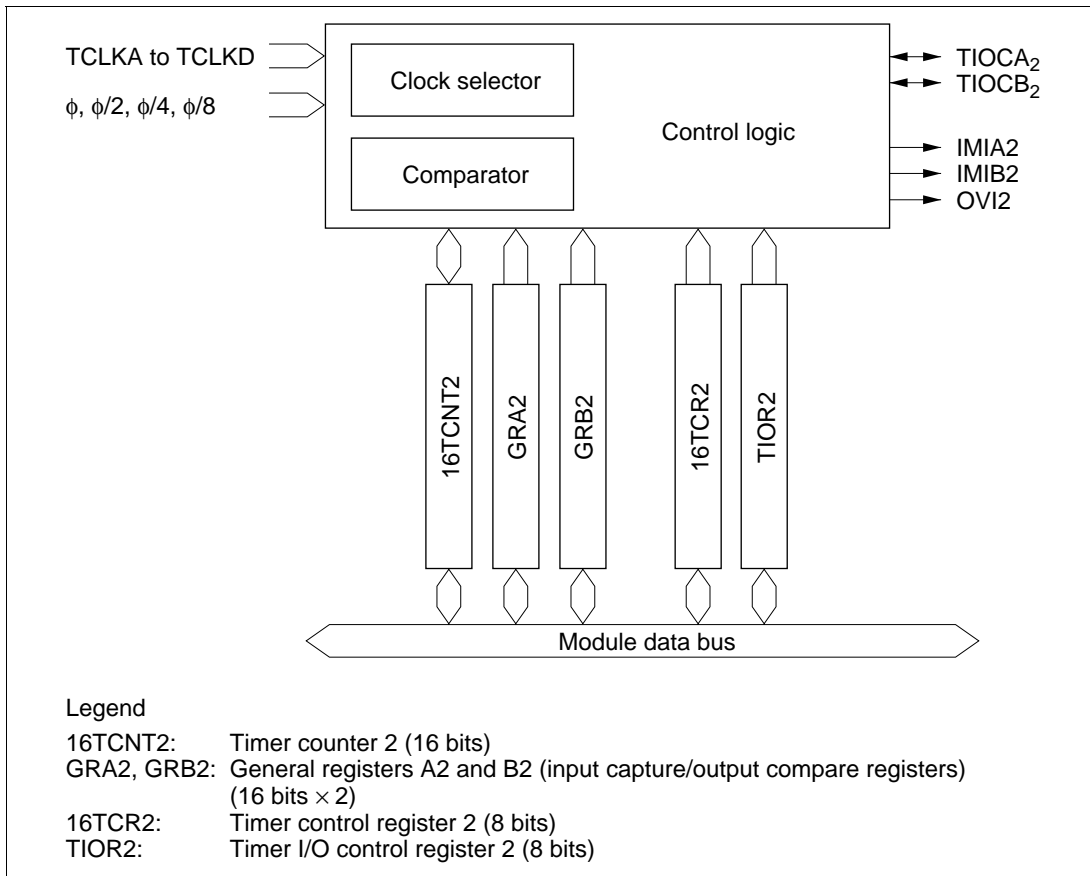 TCLKA to TCLKD
ϕ, ϕ/2, ϕ/4, ϕ/8
Clock selector
Comparator
Control logic
TIOCA₂
TIOCB₂
IMIA2
IMIB2
OVI2
16TCNT2
GRA2
GRB2
16TCR2
TIOR2
Module data bus
Legend
16TCNT2: Timer counter 2 (16 bits)
GRA2, GRB2: General registers A2 and B2 (input capture/output compare registers)
(16 bits × 2)
16TCR2: Timer control register 2 (8 bits)
TIOR2: Timer I/O control register 2 (8 bits)